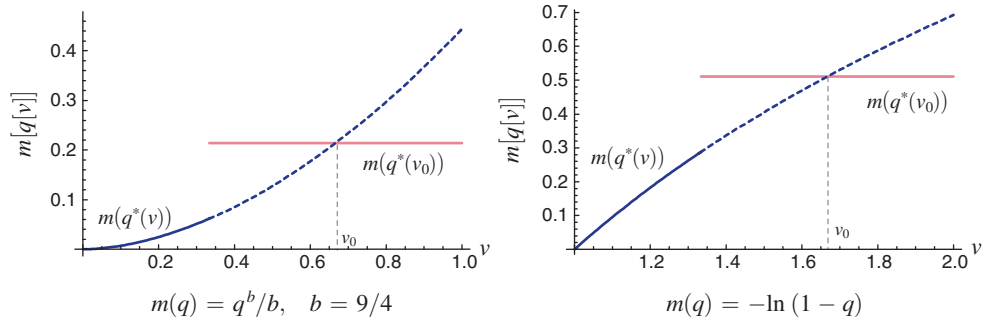 m[q[v]]
0.4
0.3
0.2
0.1
m(q*(v))
m(q*(v₀))
v₀
0.2 0.4 0.6 0.8 1.0 v
m(q) = q^b/b, b = 9/4
m[q[v]]
0.7
0.6
0.5
0.4
0.3
0.2
0.1
0.0
m(q*(v))
m(q*(v₀))
v₀
1.2 1.4 1.6 1.8 2.0 v
m(q) = −ln (1 − q)